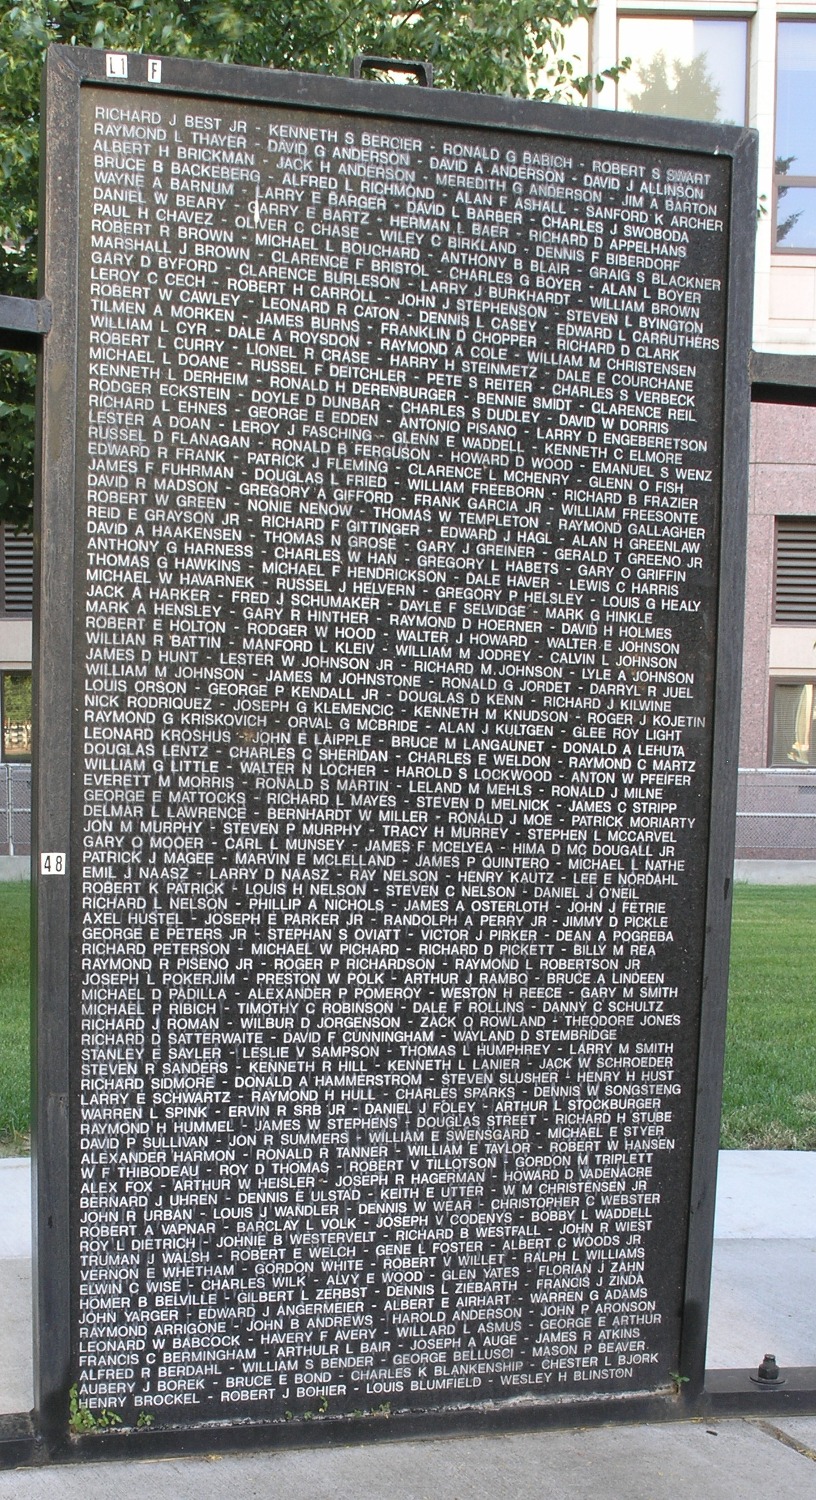 L1 F
RICHARD J BEST JR - KENNETH S BERCIER - RONALD G BABICH - ROBERT S SWART
RAYMOND L THAYER - DAVID G ANDERSON - DAVID A ANDERSON - DAVID J ALLINSON
ALBERT H BRICKMAN - JACK H ANDERSON - MEREDITH G ANDERSON - JIM A BARTON
BRUCE B BACKEBERG - ALFRED L RICHMOND - ALAN F ASHALL - SANFORD K ARCHER
WAYNE A BARNUM - LARRY E BARGER - DAVID L BARBER - CHARLES J SWOBODA
DANIEL W BEARY - GARRY E BARTZ - HERMAN L BAER - RICHARD D APPELHANS
PAUL H CHAVEZ - OLIVER C CHASE - WILEY C BIRKLAND - DENNIS F BIBERDORF
ROBERT R BROWN - MICHAEL L BOUCHARD - ANTHONY B BLAIR - GRAIG S BLACKNER
MARSHALL J BROWN - CLARENCE F BRISTOL - CHARLES G BOYER - ALAN L BOYER
GARY D BYFORD - CLARENCE BURLESON - LARRY J BURKHARDT - WILLIAM BROWN
LEROY C CECH - ROBERT H CARROLL - JOHN J STEPHENSON - STEVEN L BYINGTON
ROBERT W CAWLEY - LEONARD R CATON - DENNIS L CASEY - EDWARD L CARRUTHERS
TILMEN A MORKEN - JAMES BURNS - FRANKLIN D CHOPPER - RICHARD D CLARK
WILLIAM L CYR - DALE A ROYSDON - RAYMOND A COLE - WILLIAM M CHRISTENSEN
ROBERT L CURRY - LIONEL R CRASE - HARRY H STEINMETZ - DALE E COURCHANE
MICHAEL L DOANE - RUSSEL F DEITCHLER - PETE S REITER - CHARLES S VERBECK
KENNETH L DERHEIM - RONALD H DERENBURGER - BENNIE SMIDT - CLARENCE REIL
RODGER ECKSTEIN - DOYLE D DUNBAR - CHARLES S DUDLEY - DAVID W DORRIS
RICHARD L EHNES - GEORGE E EDDEN - ANTONIO PISANO - LARRY D ENGEBERETSON
LESTER A DOAN - LEROY J FASCHING - GLENN E WADDELL - KENNETH C ELMORE
RUSSEL D FLANAGAN - RONALD B FERGUSON - HOWARD D WOOD - EMANUEL S WENZ
EDWARD R FRANK - PATRICK J FLEMING - CLARENCE L MCHENRY - GLENN O FISH
JAMES F FUHRMAN - DOUGLAS L FRIED - WILLIAM FREEBORN - RICHARD B FRAZIER
DAVID R MADSON - GREGORY A GIFFORD - FRANK GARCIA JR - WILLIAM FREESONTE
ROBERT W GREEN - NONIE NENOW - THOMAS W TEMPLETON - RAYMOND GALLAGHER
REID E GRAYSON JR - RICHARD F GITTINGER - EDWARD J HAGL - ALAN H GREENLAW
DAVID A HAAKENSEN - THOMAS N GROSE - GARY J GREINER - GERALD T GREENO JR
ANTHONY G HARNESS - CHARLES W HAN - GREGORY L HABETS - GARY O GRIFFIN
THOMAS G HAWKINS - MICHAEL F HENDRICKSON - DALE HAVER - LEWIS C HARRIS
MICHAEL W HAVARNEK - RUSSEL J HELVERN - GREGORY P HELSLEY - LOUIS G HEALY
JACK A HARKER - FRED J SCHUMAKER - DAYLE F SELVIDGE - MARK G HINKLE
MARK A HENSLEY - GARY R HINTHER - RAYMOND D HOERNER - DAVID H HOLMES
ROBERT E HOLTON - RODGER W HOOD - WALTER J HOWARD - WALTER E JOHNSON
WILLIAN R BATTIN - MANFORD L KLEIV - WILLIAM M JODREY - CALVIN L JOHNSON
JAMES D HUNT - LESTER W JOHNSON JR - RICHARD M JOHNSON - LYLE A JOHNSON
WILLIAM M JOHNSON - JAMES M JOHNSTONE - RONALD G JORDET - DARRYL R JUEL
LOUIS ORSON - GEORGE P KENDALL JR - DOUGLAS D KENN - RICHARD J KILWINE
NICK RODRIQUEZ - JOSEPH G KLEMENCIC - KENNETH M KNUDSON - ROGER J KOJETIN
RAYMOND G KRISKOVICH - ORVAL G MCBRIDE - ALAN J KULTGEN - GLEE ROY LIGHT
LEONARD KROSHUS - JOHN E LAIPPLE - BRUCE M LANGAUNET - DONALD A LEHUTA
DOUGLAS LENTZ - CHARLES C SHERIDAN - CHARLES E WELDON - RAYMOND C MARTZ
WILLIAM G LITTLE - WALTER N LOCHER - HAROLD S LOCKWOOD - ANTON W PFEIFER
EVERETT M MORRIS - RONALD S MARTIN - LELAND M MEHLS - RONALD J MILNE
GEORGE E MATTOCKS - RICHARD L MAYES - STEVEN D MELNICK - JAMES C STRIPP
DELMAR L LAWRENCE - BERNHARDT W MILLER - RONALD J MOE - PATRICK MORIARTY
JON M MURPHY - STEVEN P MURPHY - TRACY H MURREY - STEPHEN L MCCARVEL
GARY O MOOER - CARL L MUNSEY - JAMES F MCELYEA - HIMA D MC DOUGALL JR
48
PATRICK J MAGEE - MARVIN E MCLELLAND - JAMES P QUINTERO - MICHAEL L NATHE
EMIL J NAASZ - LARRY D NAASZ - RAY NELSON - HENRY KAUTZ - LEE E NORDAHL
ROBERT K PATRICK - LOUIS H NELSON - STEVEN C NELSON - DANIEL J O'NEIL
RICHARD L NELSON - PHILLIP A NICHOLS - JAMES A OSTERLOTH - JOHN J FETRIE
AXEL HUSTEL - JOSEPH E PARKER JR - RANDOLPH A PERRY JR - JIMMY D PICKLE
GEORGE E PETERS JR - STEPHAN S OVIATT - VICTOR J PIRKER - DEAN A POGREBA
RICHARD PETERSON - MICHAEL W PICHARD - RICHARD D PICKETT - BILLY M REA
RAYMOND R PISENO JR - ROGER P RICHARDSON - RAYMOND L ROBERTSON JR
JOSEPH L POKERJIM - PRESTON W POLK - ARTHUR J RAMBO - BRUCE A LINDEEN
MICHAEL D PADILLA - ALEXANDER P POMEROY - WESTON H REECE - GARY M SMITH
MICHAEL P RIBICH - TIMOTHY C ROBINSON - DALE F ROLLINS - DANNY C SCHULTZ
RICHARD J ROMAN - WILBUR D JORGENSON - ZACK O ROWLAND - THEODORE JONES
RICHARD D SATTERWAITE - DAVID F CUNNINGHAM - WAYLAND D STEMBRIDGE
STANLEY E SAYLER - LESLIE V SAMPSON - THOMAS L HUMPHREY - LARRY M SMITH
STEVEN R SANDERS - KENNETH R HILL - KENNETH L LANIER - JACK W SCHROEDER
RICHARD SIDMORE - DONALD A HAMMERSTROM - STEVEN SLUSHER - HENRY H HUST
LARRY E SCHWARTZ - RAYMOND H HULL - CHARLES SPARKS - DENNIS W SONGSTENG
WARREN L SPINK - ERVIN R SRB JR - DANIEL J FOLEY - ARTHUR L STOCKBURGER
RAYMOND H HUMMEL - JAMES W STEPHENS - DOUGLAS STREET - RICHARD H STUBE
DAVID P SULLIVAN - JON R SUMMERS - WILLIAM E SWENSGARD - MICHAEL E STYER
ALEXANDER HARMON - RONALD R TANNER - WILLIAM E TAYLOR - ROBERT W HANSEN
W F THIBODEAU - ROY D THOMAS - ROBERT V TILLOTSON - GORDON M TRIPLETT
ALEX FOX - ARTHUR W HEISLER - JOSEPH R HAGERMAN - HOWARD D VADENACRE
BERNARD J UHREN - DENNIS E ULSTAD - KEITH E UTTER - W M CHRISTENSEN JR
JOHN R URBAN - LOUIS J WANDLER - DENNIS W WEAR - CHRISTOPHER C WEBSTER
ROBERT A VAPNAR - BARCLAY L VOLK - JOSEPH V CODENYS - BOBBY L WADDELL
ROY L DIETRICH - JOHNIE B WESTERVELT - RICHARD B WESTFALL - JOHN R WIEST
TRUMAN J WALSH - ROBERT E WELCH - GENE L FOSTER - ALBERT C WOODS JR
VERNON E WHETHAM - GORDON WHITE - ROBERT V WILLET - RALPH L WILLIAMS
ELWIN C WISE - CHARLES WILK - ALVY E WOOD - GLEN YATES - FLORIAN J ZAHN
HOMER B BELVILLE - GILBERT L ZERBST - DENNIS L ZIEBARTH - FRANCIS J ZINDA
JOHN YARGER - EDWARD J ANGERMEIER - ALBERT E AIRHART - WARREN G ADAMS
RAYMOND ARRIGONE - JOHN B ANDREWS - HAROLD ANDERSON - JOHN P ARONSON
LEONARD W BABCOCK - HAVERY F AVERY - WILLARD L ASMUS - GEORGE E ARTHUR
FRANCIS C BERMINGHAM - ARTHULR L BAIR - JOSEPH A AUGE - JAMES R ATKINS
ALFRED R BERDAHL - WILLIAM S BENDER - GEORGE BELLUSCI - MASON P BEAVER
AUBERY J BOREK - BRUCE E BOND - CHARLES K BLANKENSHIP - CHESTER L BJORK
HENRY BROCKEL - ROBERT J BOHIER - LOUIS BLUMFIELD - WESLEY H BLINSTON